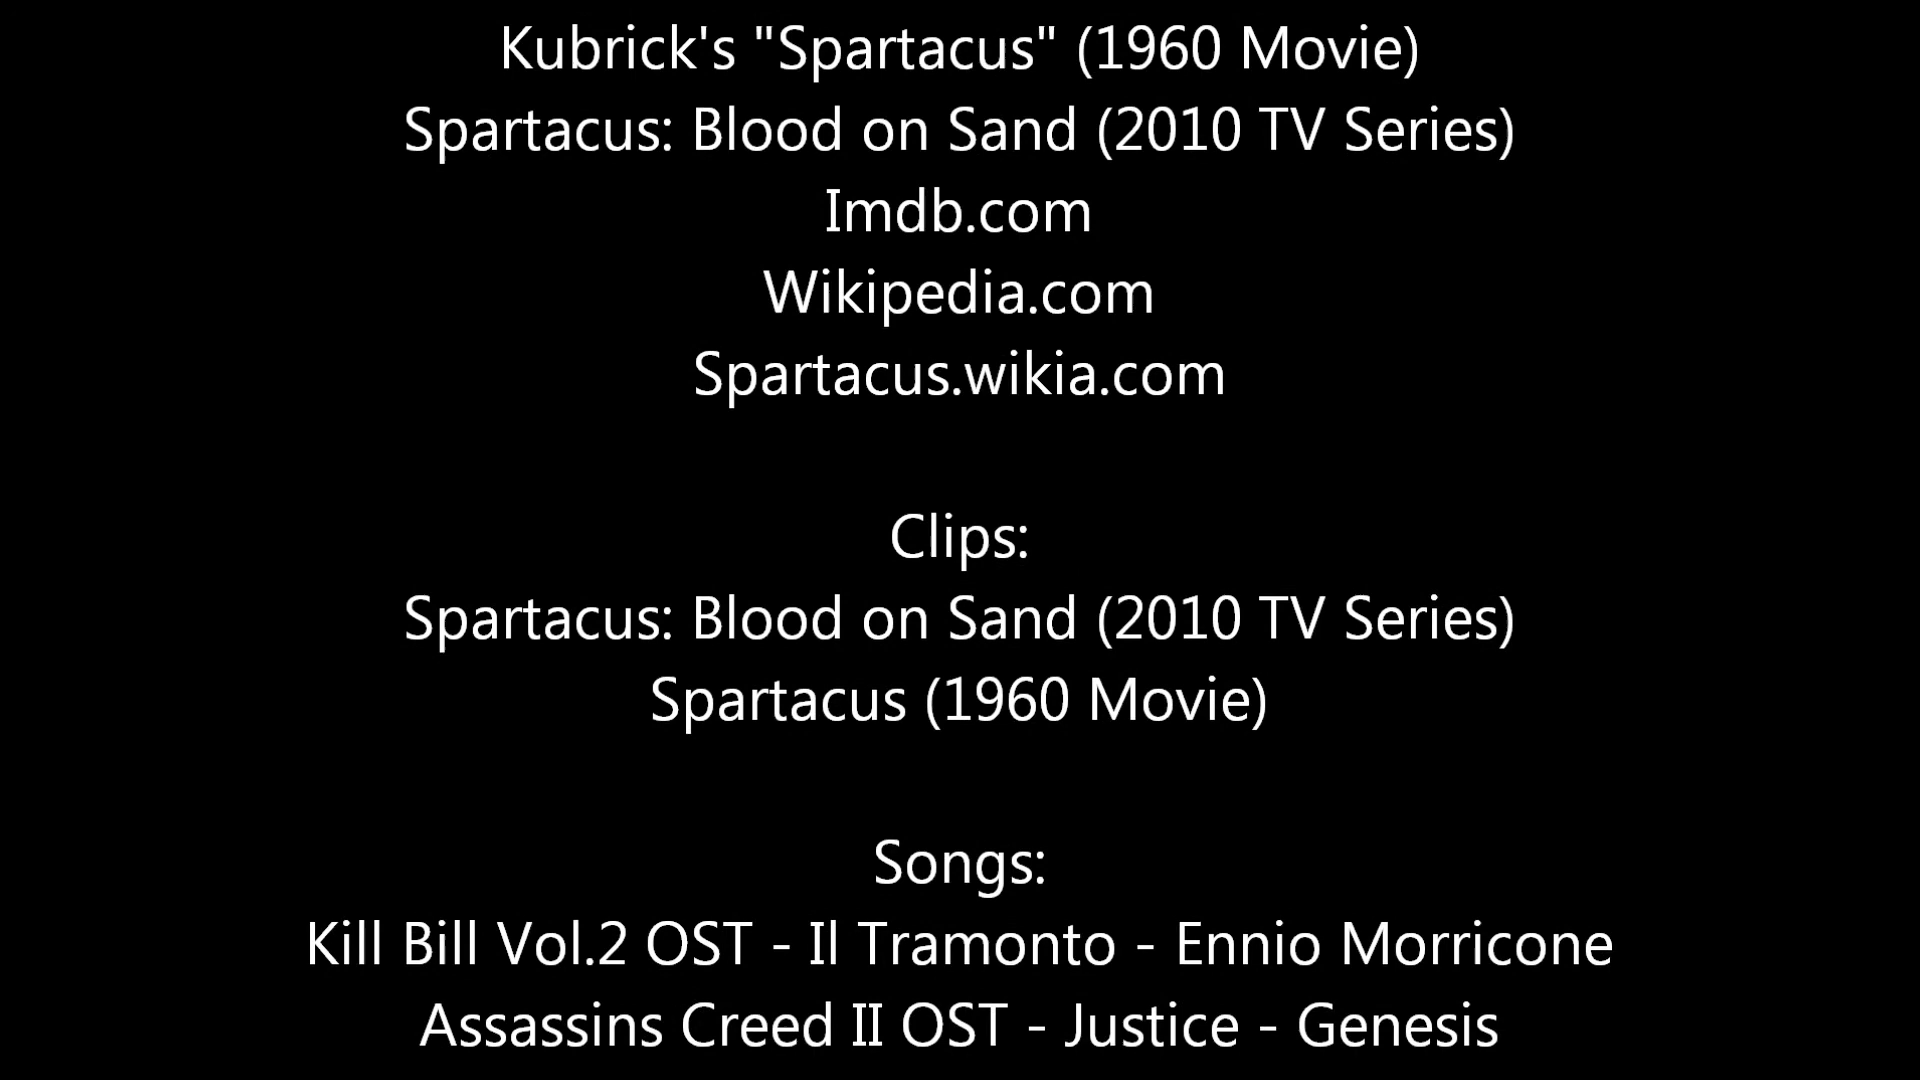 Kubrick's "Spartacus" (1960 Movie)
Spartacus: Blood on Sand (2010 TV Series)
Imdb.com
Wikipedia.com
Spartacus.wikia.com
Clips:
Spartacus: Blood on Sand (2010 TV Series)
Spartacus (1960 Movie)
Songs:
Kill Bill Vol.2 OST - Il Tramonto - Ennio Morricone
Assassins Creed II OST - Justice - Genesis